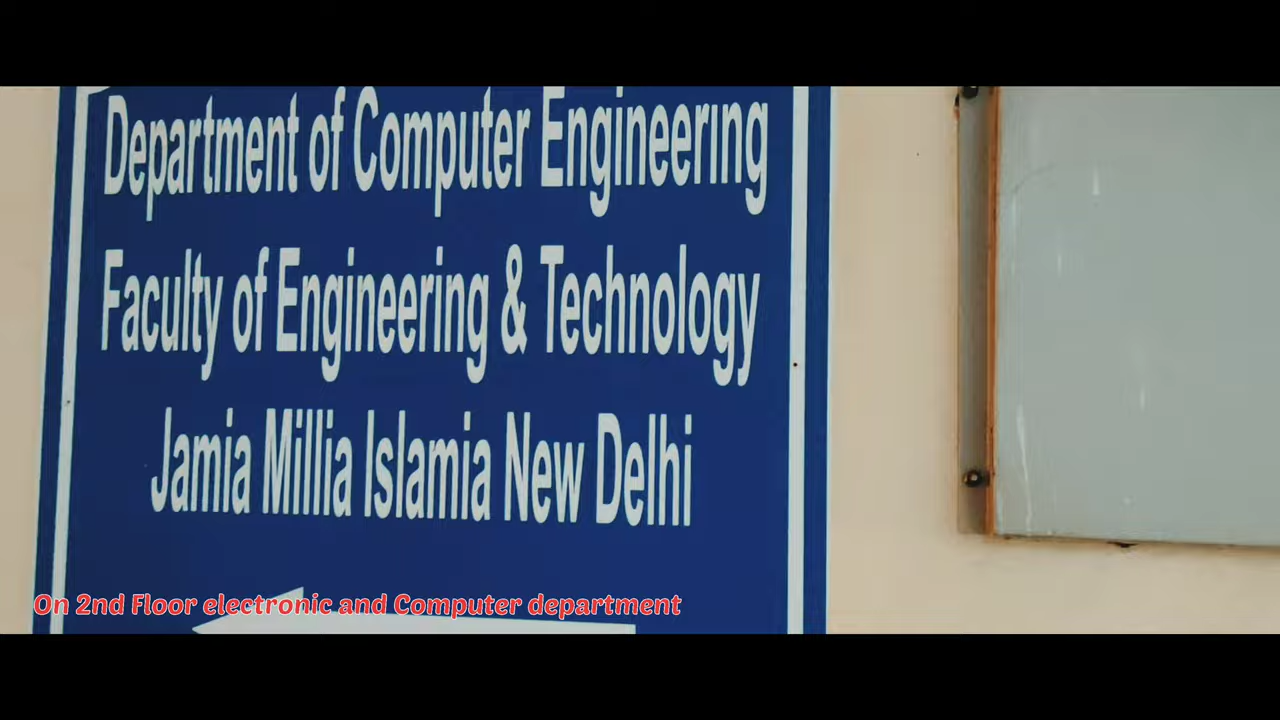 Department of Computer Engineering
Faculty of Engineering & Technology
Jamia Millia Islamia New Delhi
On 2nd Floor electronic and Computer department